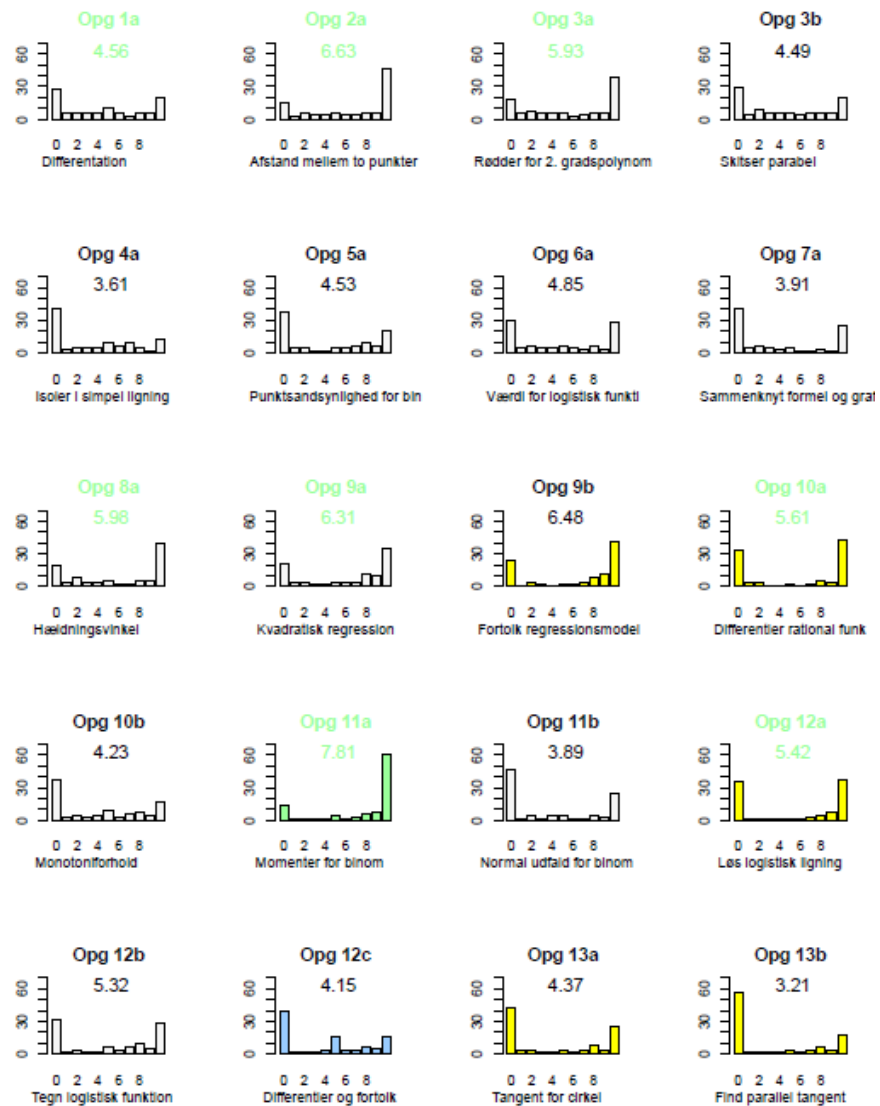 Opg 1a Opg 2a Opg 3a Opg 3b
4.56 6.63 5.93 4.49
60 60 60 60
30 30 30 30
0 0 0 0
0 2 4 6 8 0 2 4 6 8 0 2 4 6 8 0 2 4 6 8
Differentation Afstand mellem to punkter Rødder for 2. gradspolynom Skitser parabel
Opg 4a Opg 5a Opg 6a Opg 7a
3.61 4.53 4.85 3.91
60 60 60 60
30 30 30 30
0 0 0 0
0 2 4 6 8 0 2 4 6 8 0 2 4 6 8 0 2 4 6 8
Isoler i simpel ligning Punktsandsynlighed for bin Værdi for logistisk funkti Sammenknyt formel og graf
Opg 8a Opg 9a Opg 9b Opg 10a
5.98 6.31 6.48 5.61
60 60 60 60
30 30 30 30
0 0 0 0
0 2 4 6 8 0 2 4 6 8 0 2 4 6 8 0 2 4 6 8
Hældningsvinkel Kvadratisk regression Fortolk regressionsmodel Differentier rational funk
Opg 10b Opg 11a Opg 11b Opg 12a
4.23 7.81 3.89 5.42
60 60 60 60
30 30 30 30
0 0 0 0
0 2 4 6 8 0 2 4 6 8 0 2 4 6 8 0 2 4 6 8
Monotoniforhold Momenter for binom Normal udfald for binom Løs logistisk ligning
Opg 12b Opg 12c Opg 13a Opg 13b
5.32 4.15 4.37 3.21
60 60 60 60
30 30 30 30
0 0 0 0
0 2 4 6 8 0 2 4 6 8 0 2 4 6 8 0 2 4 6 8
Tegn logistisk funktion Differentier og fortolk Tangent for cirkel Find parallel tangent